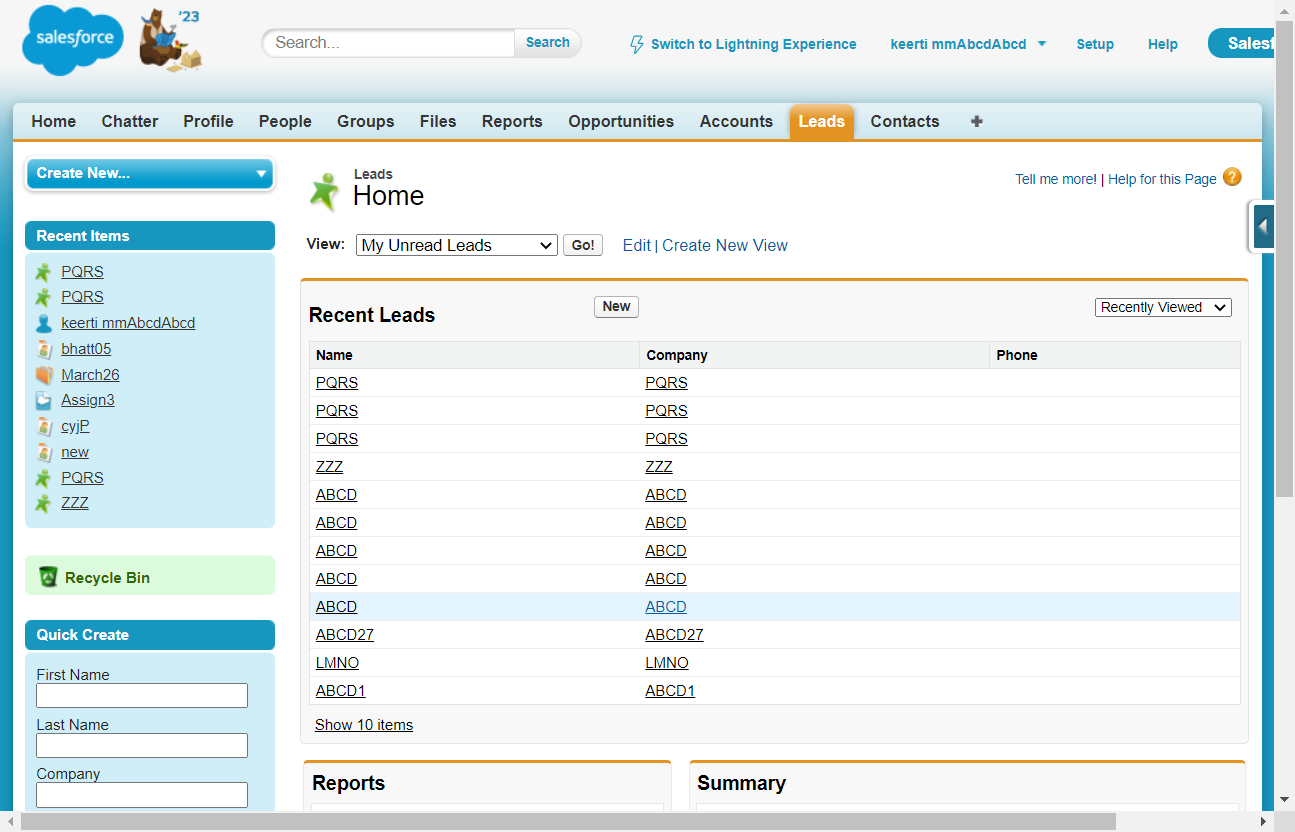 salesforce
'23
Search...
Search
Switch to Lightning Experience
keerti mmAbcdAbcd
Setup
Help
Salesf
Home Chatter Profile People Groups Files Reports Opportunities Accounts Leads Contacts +
Create New...
Leads
Home
Tell me more! | Help for this Page ?
View: My Unread Leads Go! Edit | Create New View
Recent Items
PQRS
PQRS
keerti mmAbcdAbcd
bhatt05
March26
Assign3
cyjP
new
PQRS
ZZZ
Recycle Bin
Quick Create
First Name
Last Name
Company
Recent Leads
New
Recently Viewed
Name Company Phone
PQRS PQRS
PQRS PQRS
PQRS PQRS
ZZZ ZZZ
ABCD ABCD
ABCD ABCD
ABCD ABCD
ABCD ABCD
ABCD ABCD
ABCD27 ABCD27
LMNO LMNO
ABCD1 ABCD1
Show 10 items
Reports
Summary